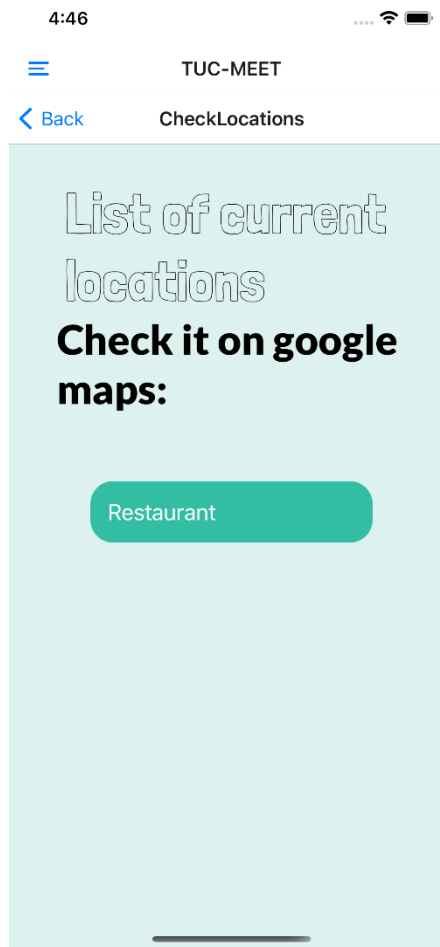 4:46
TUC-MEET
Back
CheckLocations
List of current
locations
Check it on google
maps:
Restaurant